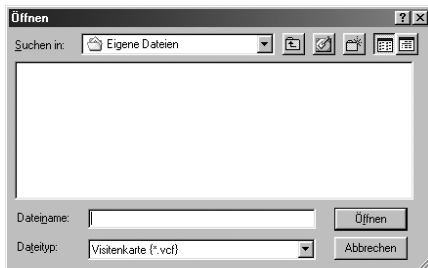 Öffnen
Suchen in: Eigene Dateien
Dateiname:
Öffnen
Dateityp: Visitenkarte (*.vcf)
Abbrechen